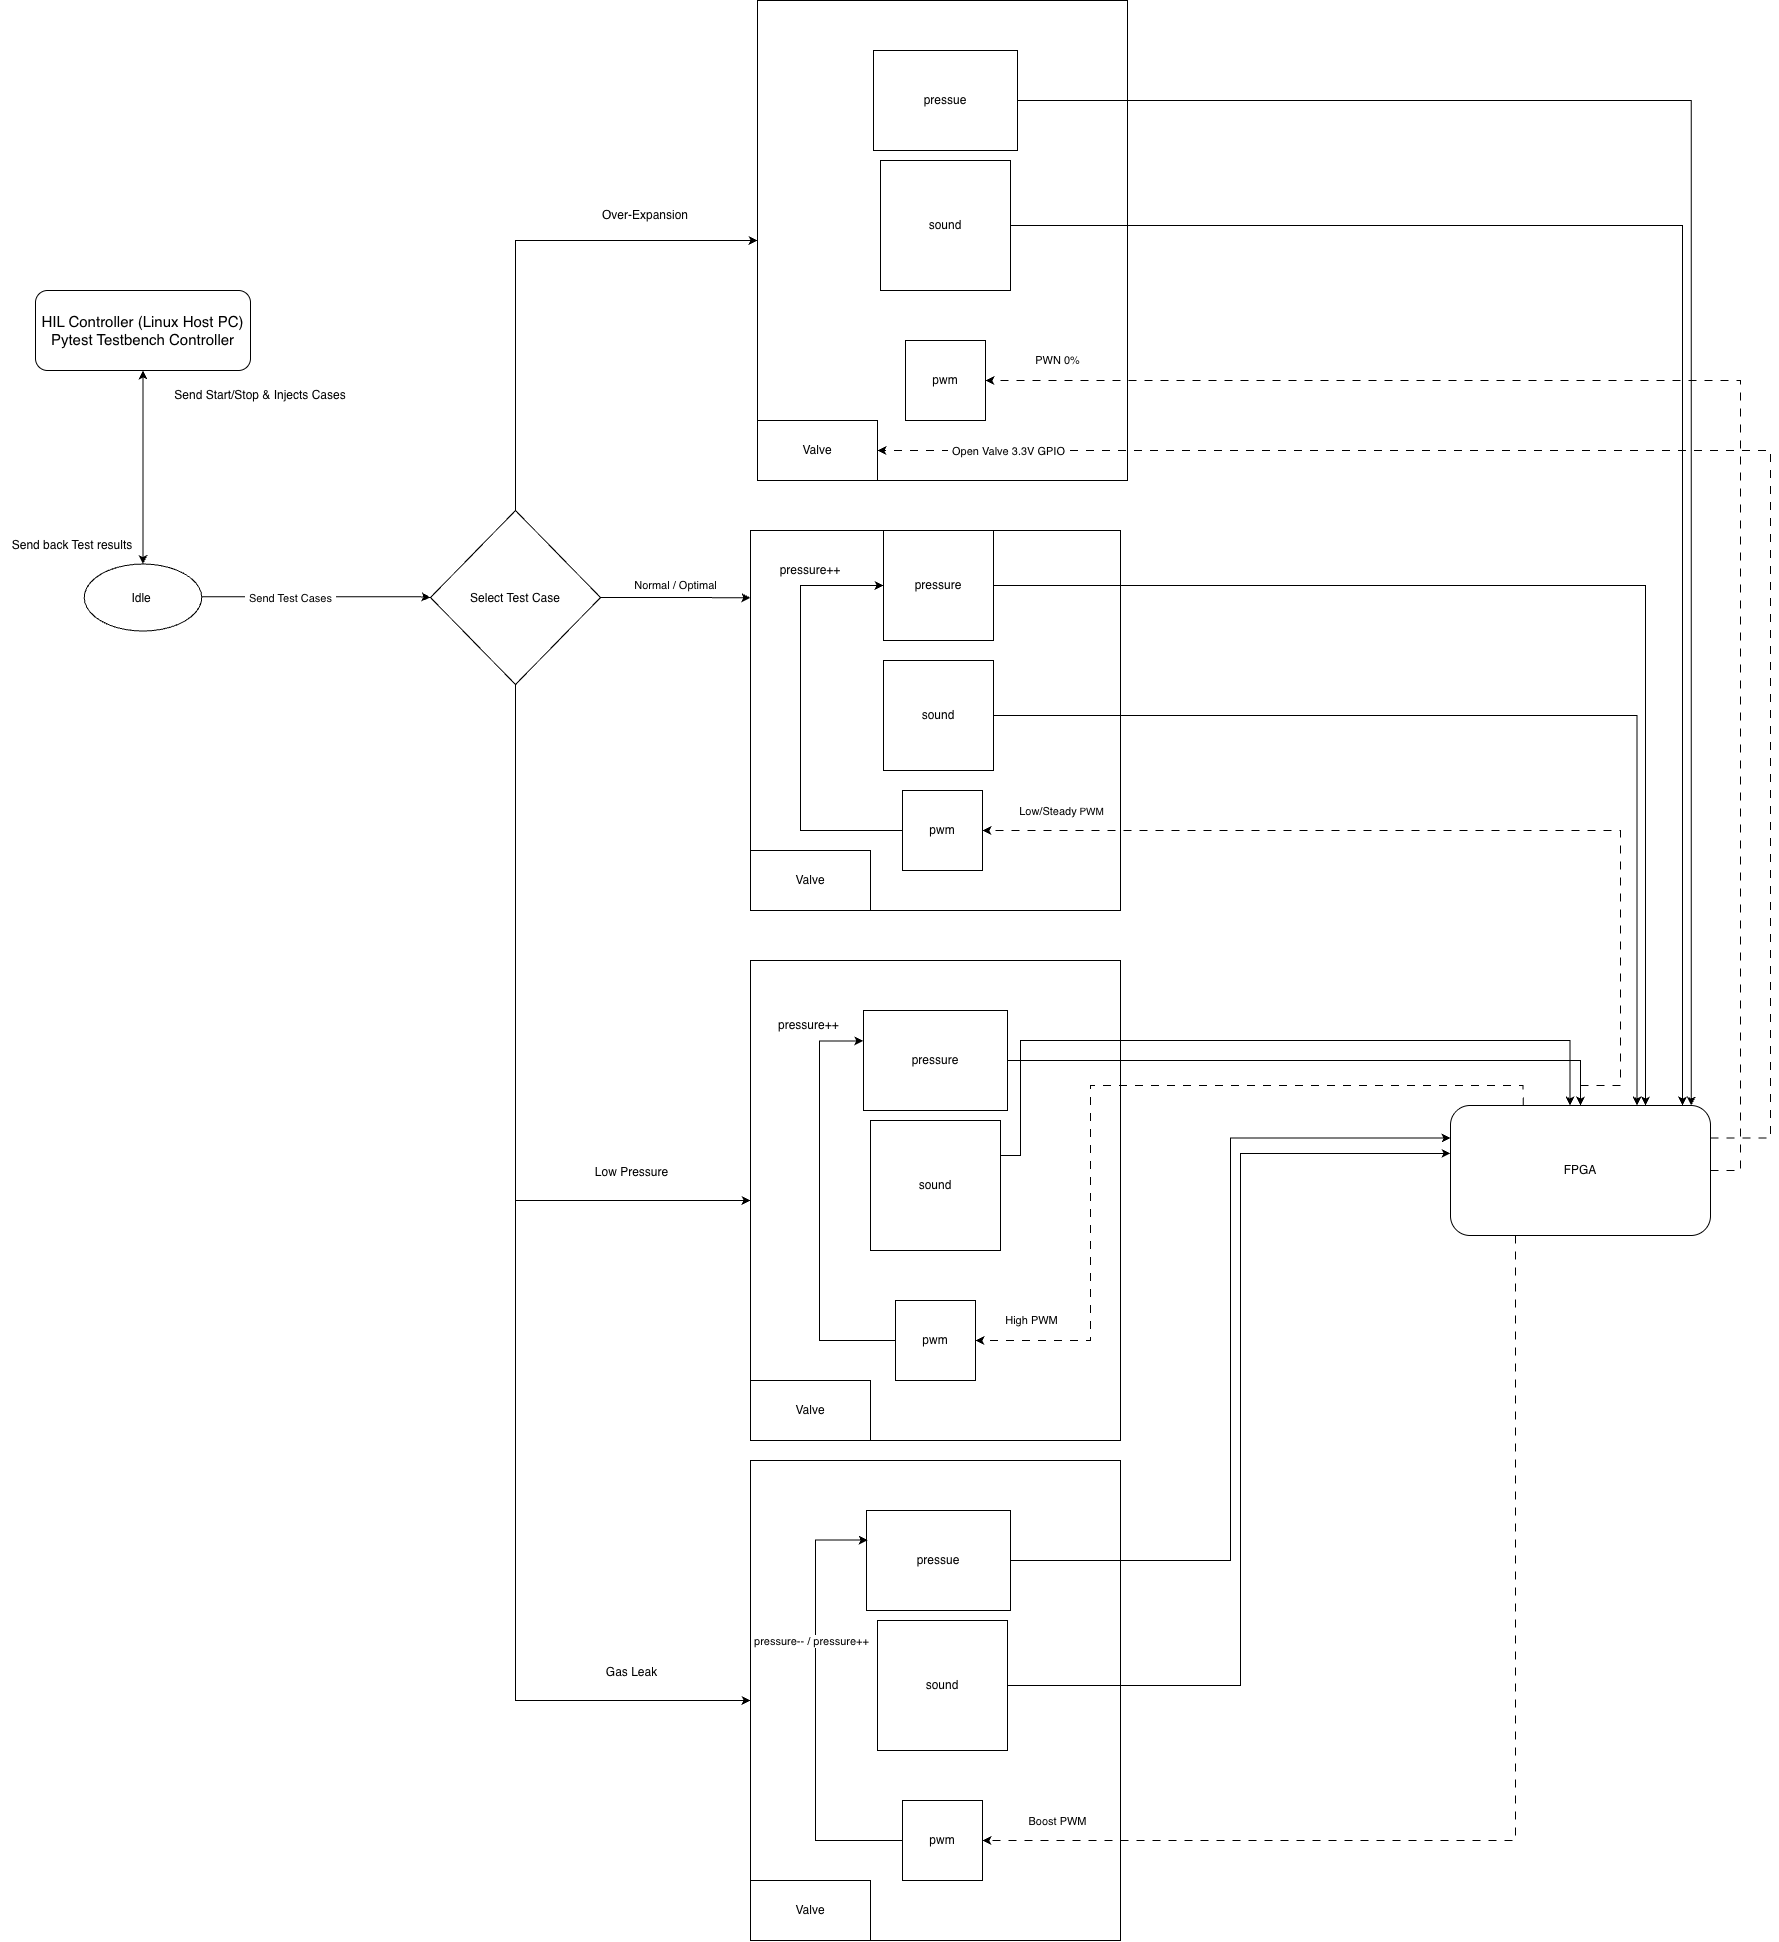 pressue
sound
Over-Expansion
HIL Controller (Linux Host PC)
Pytest Testbench Controller
PWN 0%
pwm
Send Start/Stop & Injects Cases
Valve
Open Valve 3.3V GPIO
Send back Test results
Idle
Send Test Cases
Select Test Case
Normal / Optimal
pressure++
pressure
sound
Low/Steady PWM
pwm
Valve
pressure++
pressure
Low Pressure
sound
FPGA
High PWM
pwm
Valve
pressue
pressure-- / pressure++
Gas Leak
sound
Boost PWM
pwm
Valve